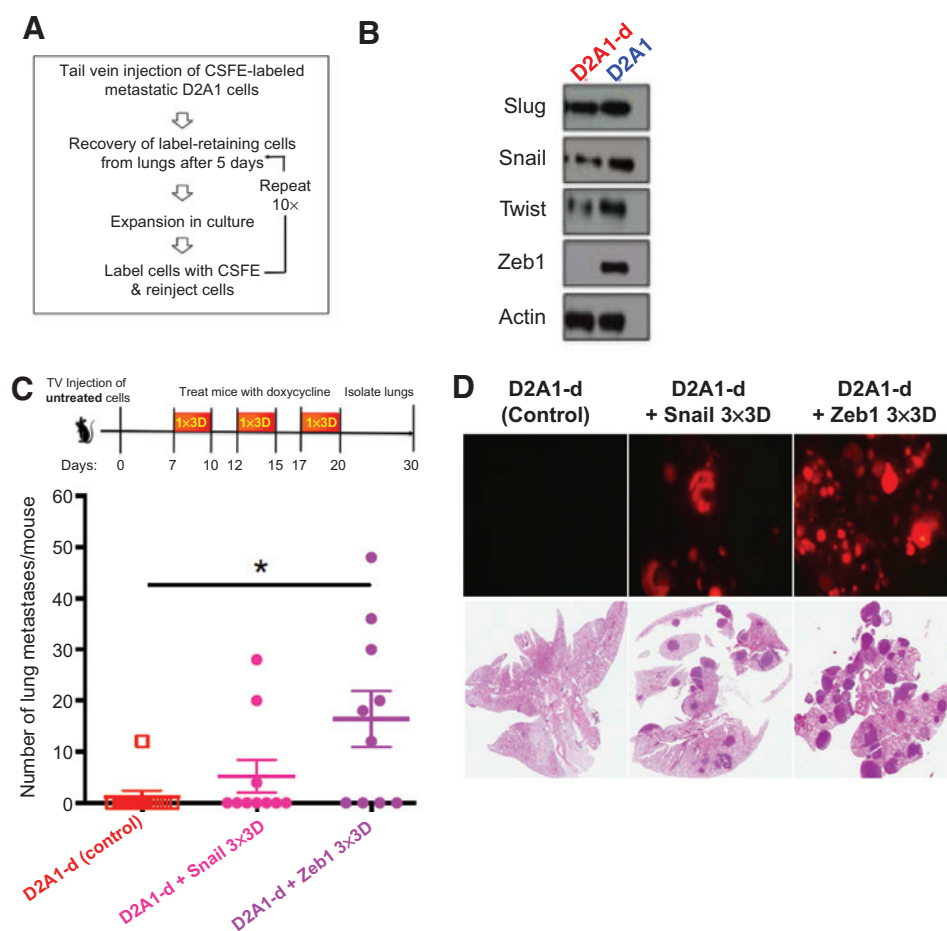 A
Tail vein injection of CSFE-labeled
metastatic D2A1 cells
Recovery of label-retaining cells
from lungs after 5 days
Repeat
10×
Expansion in culture
Label cells with CSFE
& reinject cells
B
D2A1-d
D2A1
Slug
Snail
Twist
Zeb1
Actin
C
TV Injection of
untreated cells
Treat mice with doxycycline
Isolate lungs
1×3D
1×3D
1×3D
Days: 0 7 10 12 15 17 20 30
Number of lung metastases/mouse
60
50
40
30
20
10
0
*
D2A1-d (control)
D2A1-d + Snail 3×3D
D2A1-d + Zeb1 3×3D
D
D2A1-d
(Control)
D2A1-d
+ Snail 3×3D
D2A1-d
+ Zeb1 3×3D